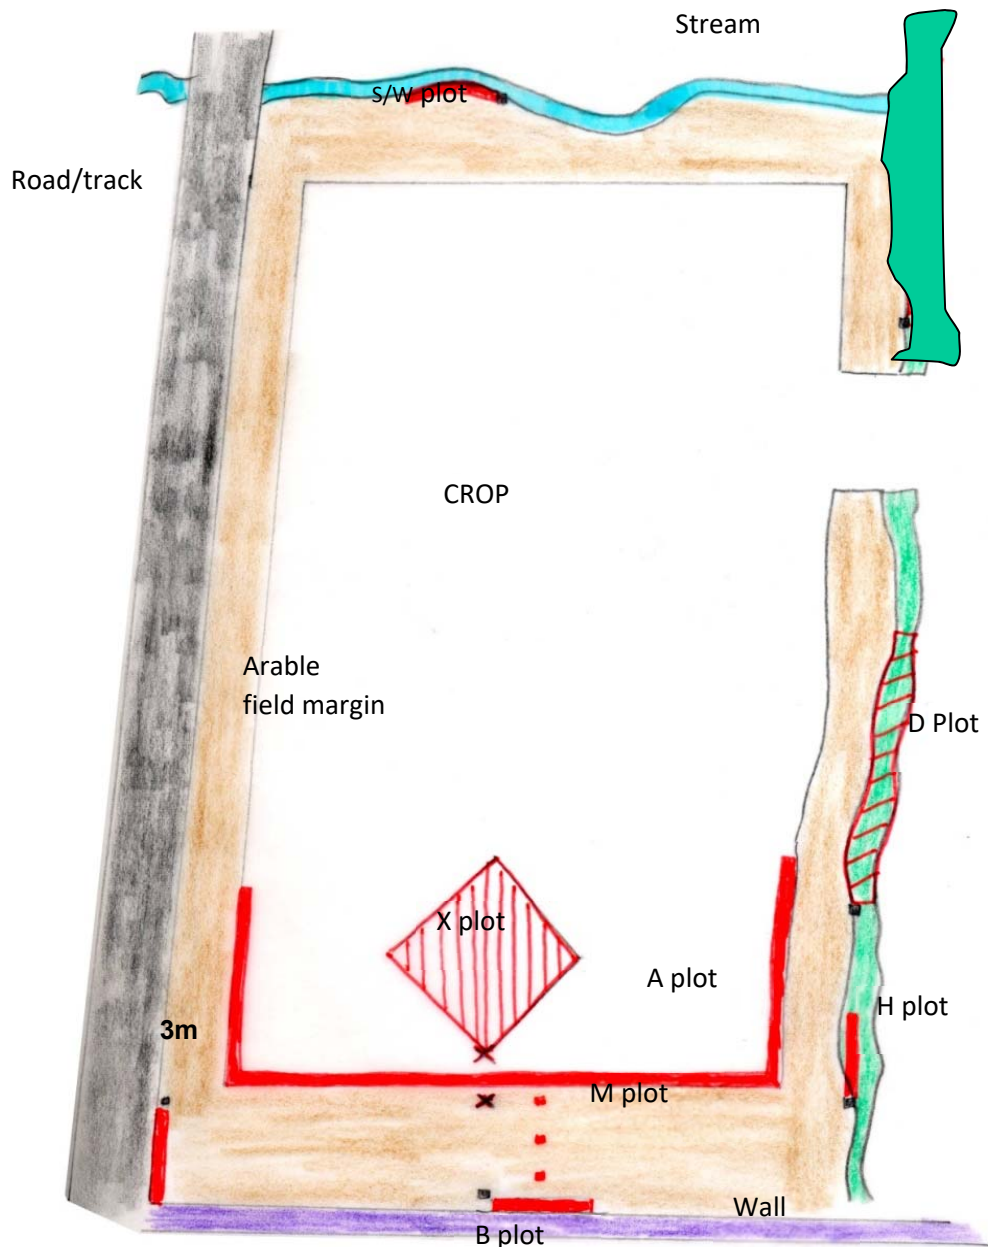 Stream
S/W plot
Road/track
CROP
Arable
field margin
D Plot
X plot
A plot
H plot
3m
M plot
Wall
B plot